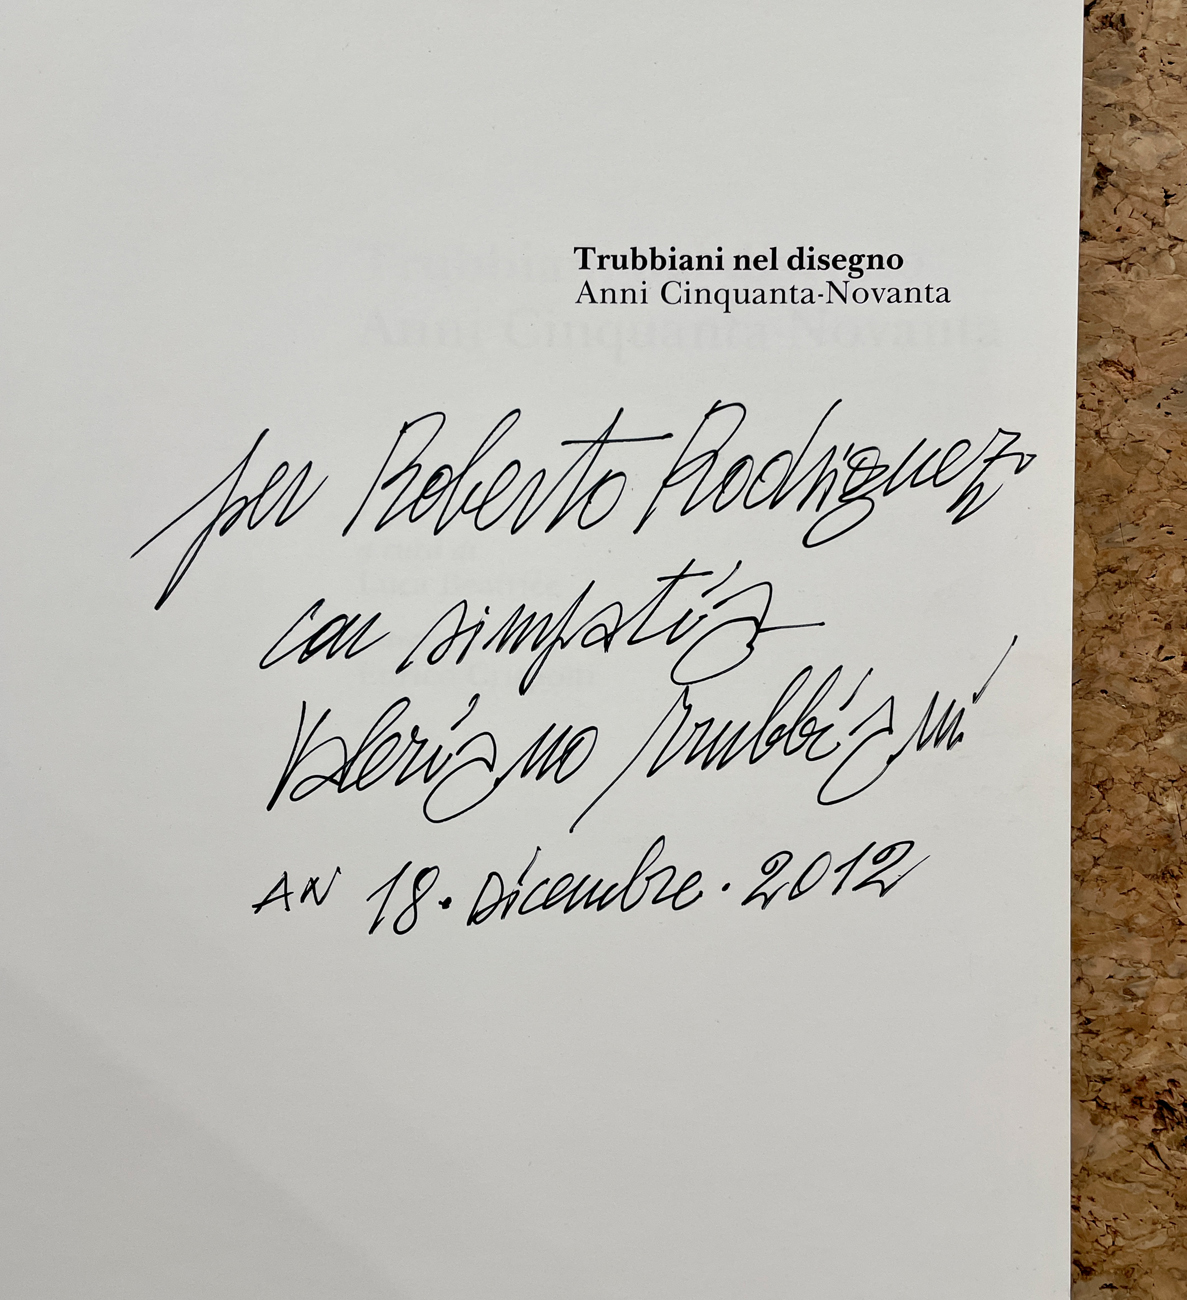 Trubbiani nel disegno
Anni Cinquanta-Novanta
per Roberto Rodriguez
con simpatia
Valeriano Trubbiani
AN 18 • Dicembre • 2012